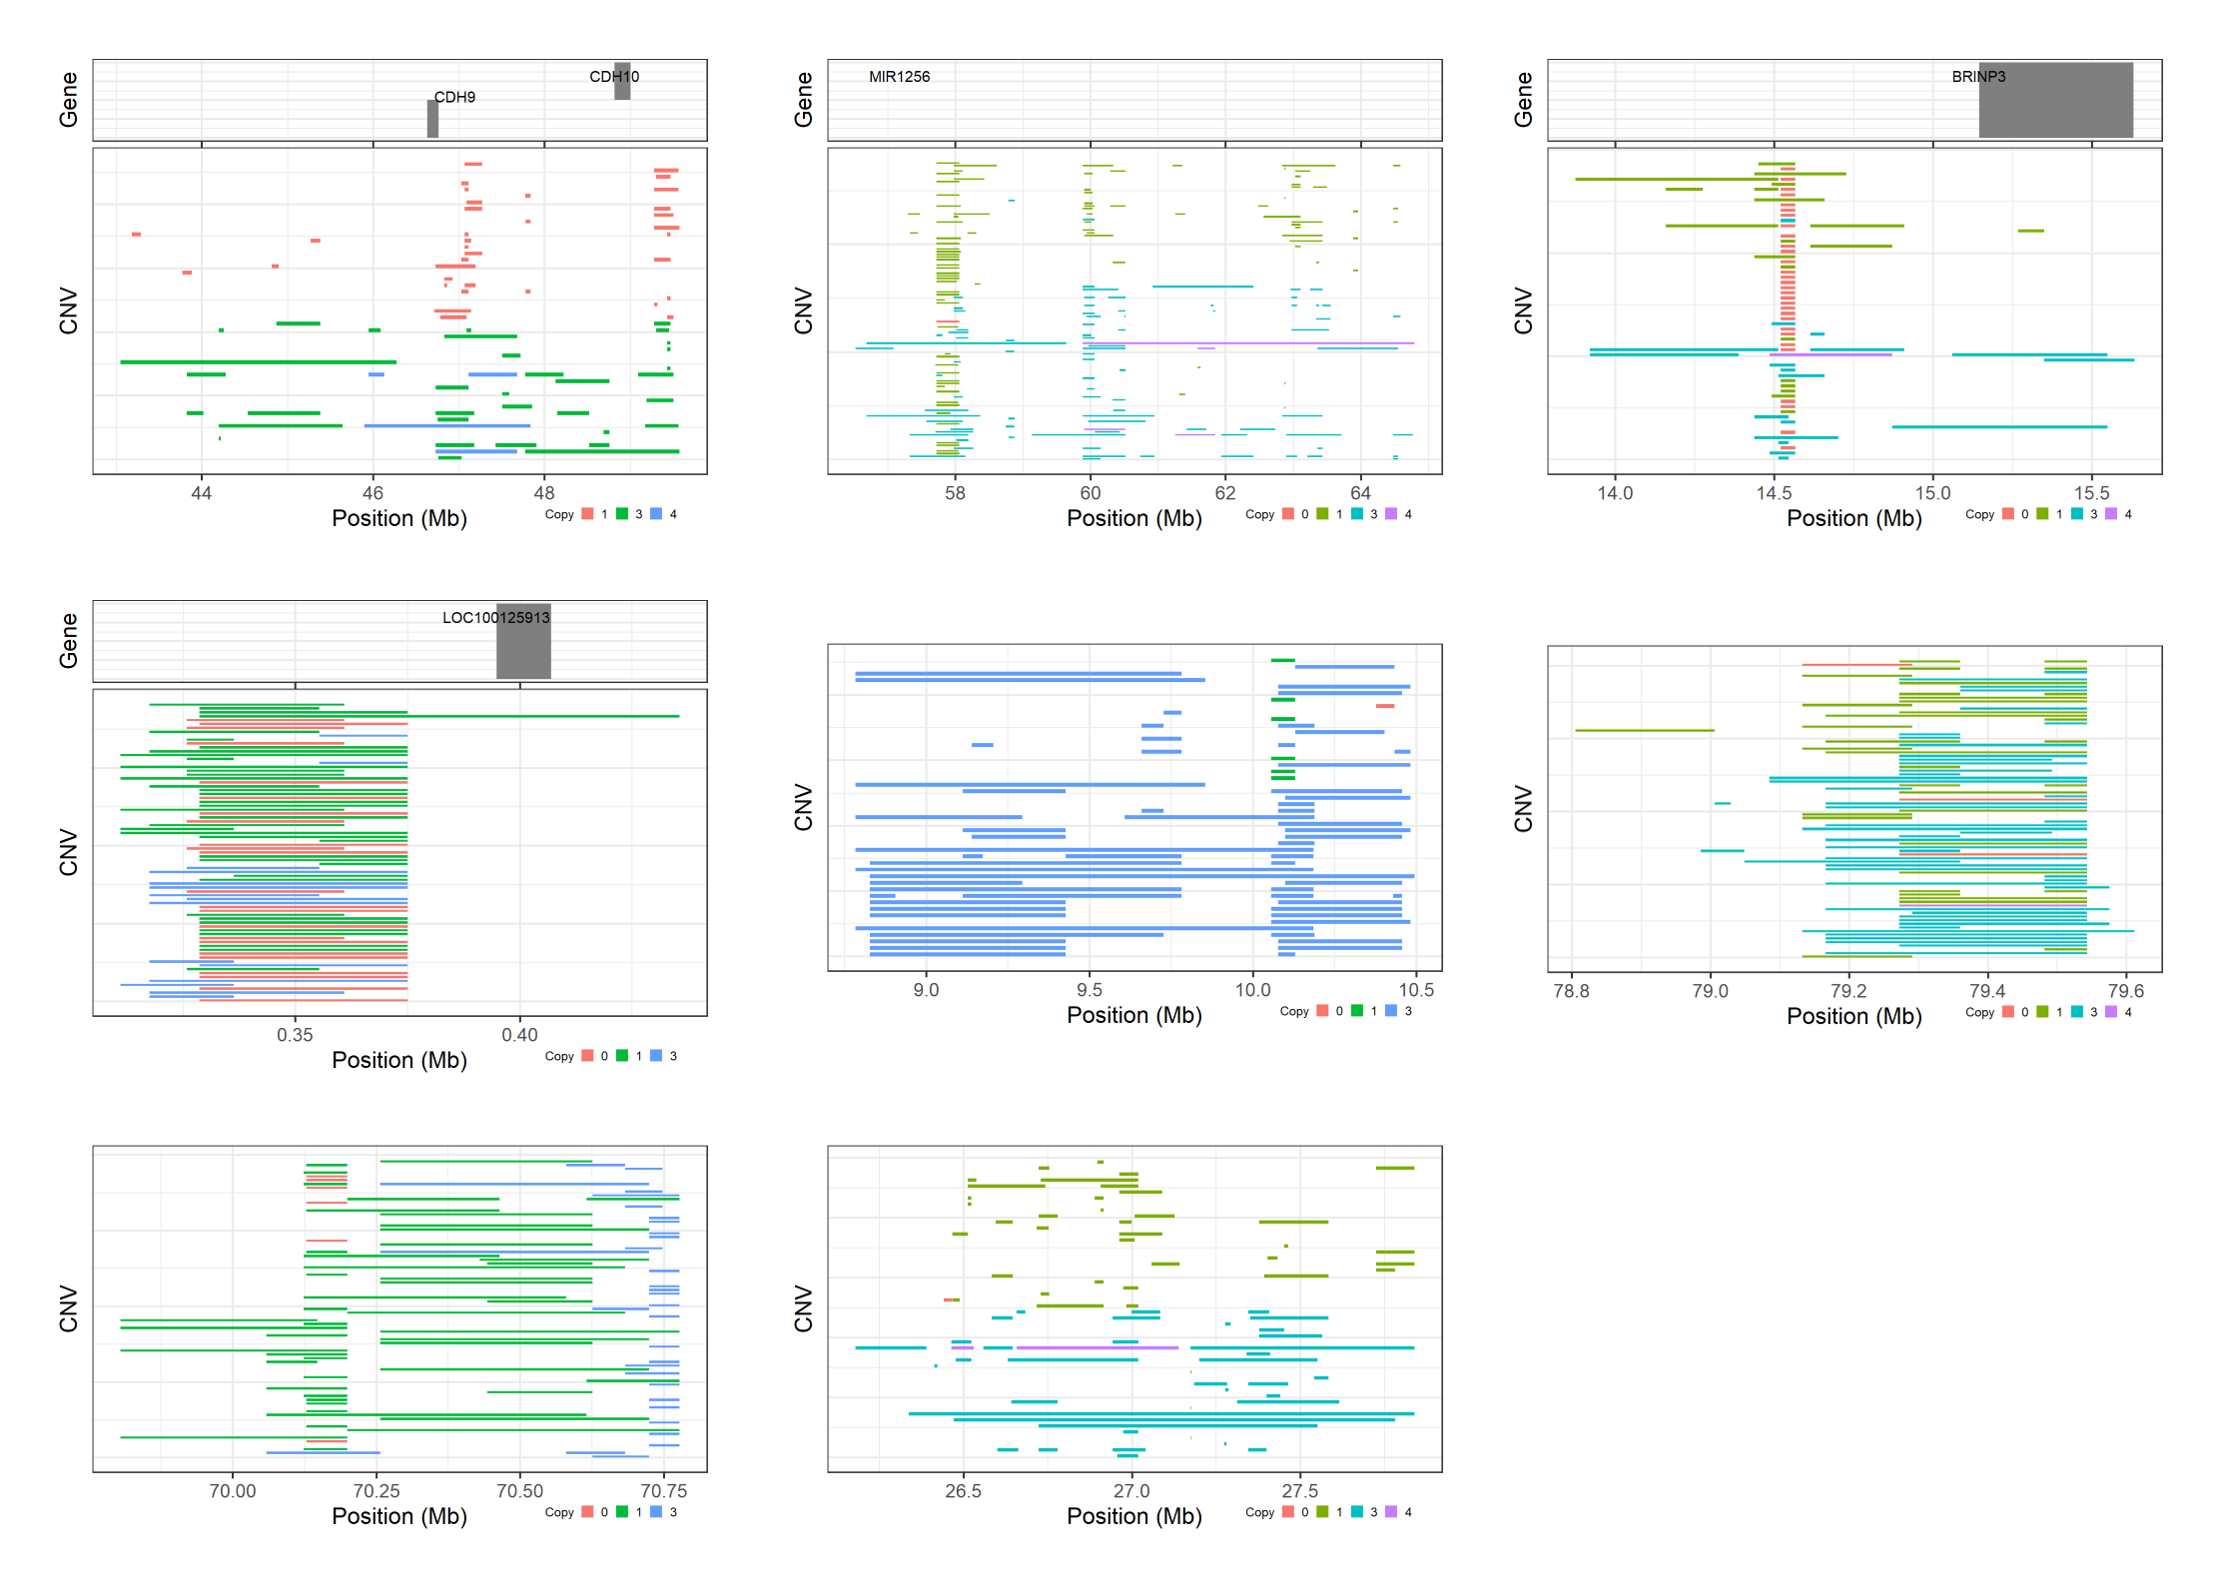 Gene
CDH10
CDH9
CNV
44 46 48
Position (Mb)
Copy 1 3 4
Gene
MIR1256
CNV
58 60 62 64
Position (Mb)
Copy 0 1 3 4
Gene
BRINP3
CNV
14.0 14.5 15.0 15.5
Position (Mb)
Copy 0 1 3 4
Gene
LOC100125913
CNV
0.35 0.40
Position (Mb)
Copy 0 1 3
CNV
9.0 9.5 10.0 10.5
Position (Mb)
Copy 0 1 3
CNV
78.8 79.0 79.2 79.4 79.6
Position (Mb)
Copy 0 1 3 4
CNV
70.00 70.25 70.50 70.75
Position (Mb)
Copy 0 1 3
CNV
26.5 27.0 27.5
Position (Mb)
Copy 0 1 3 4